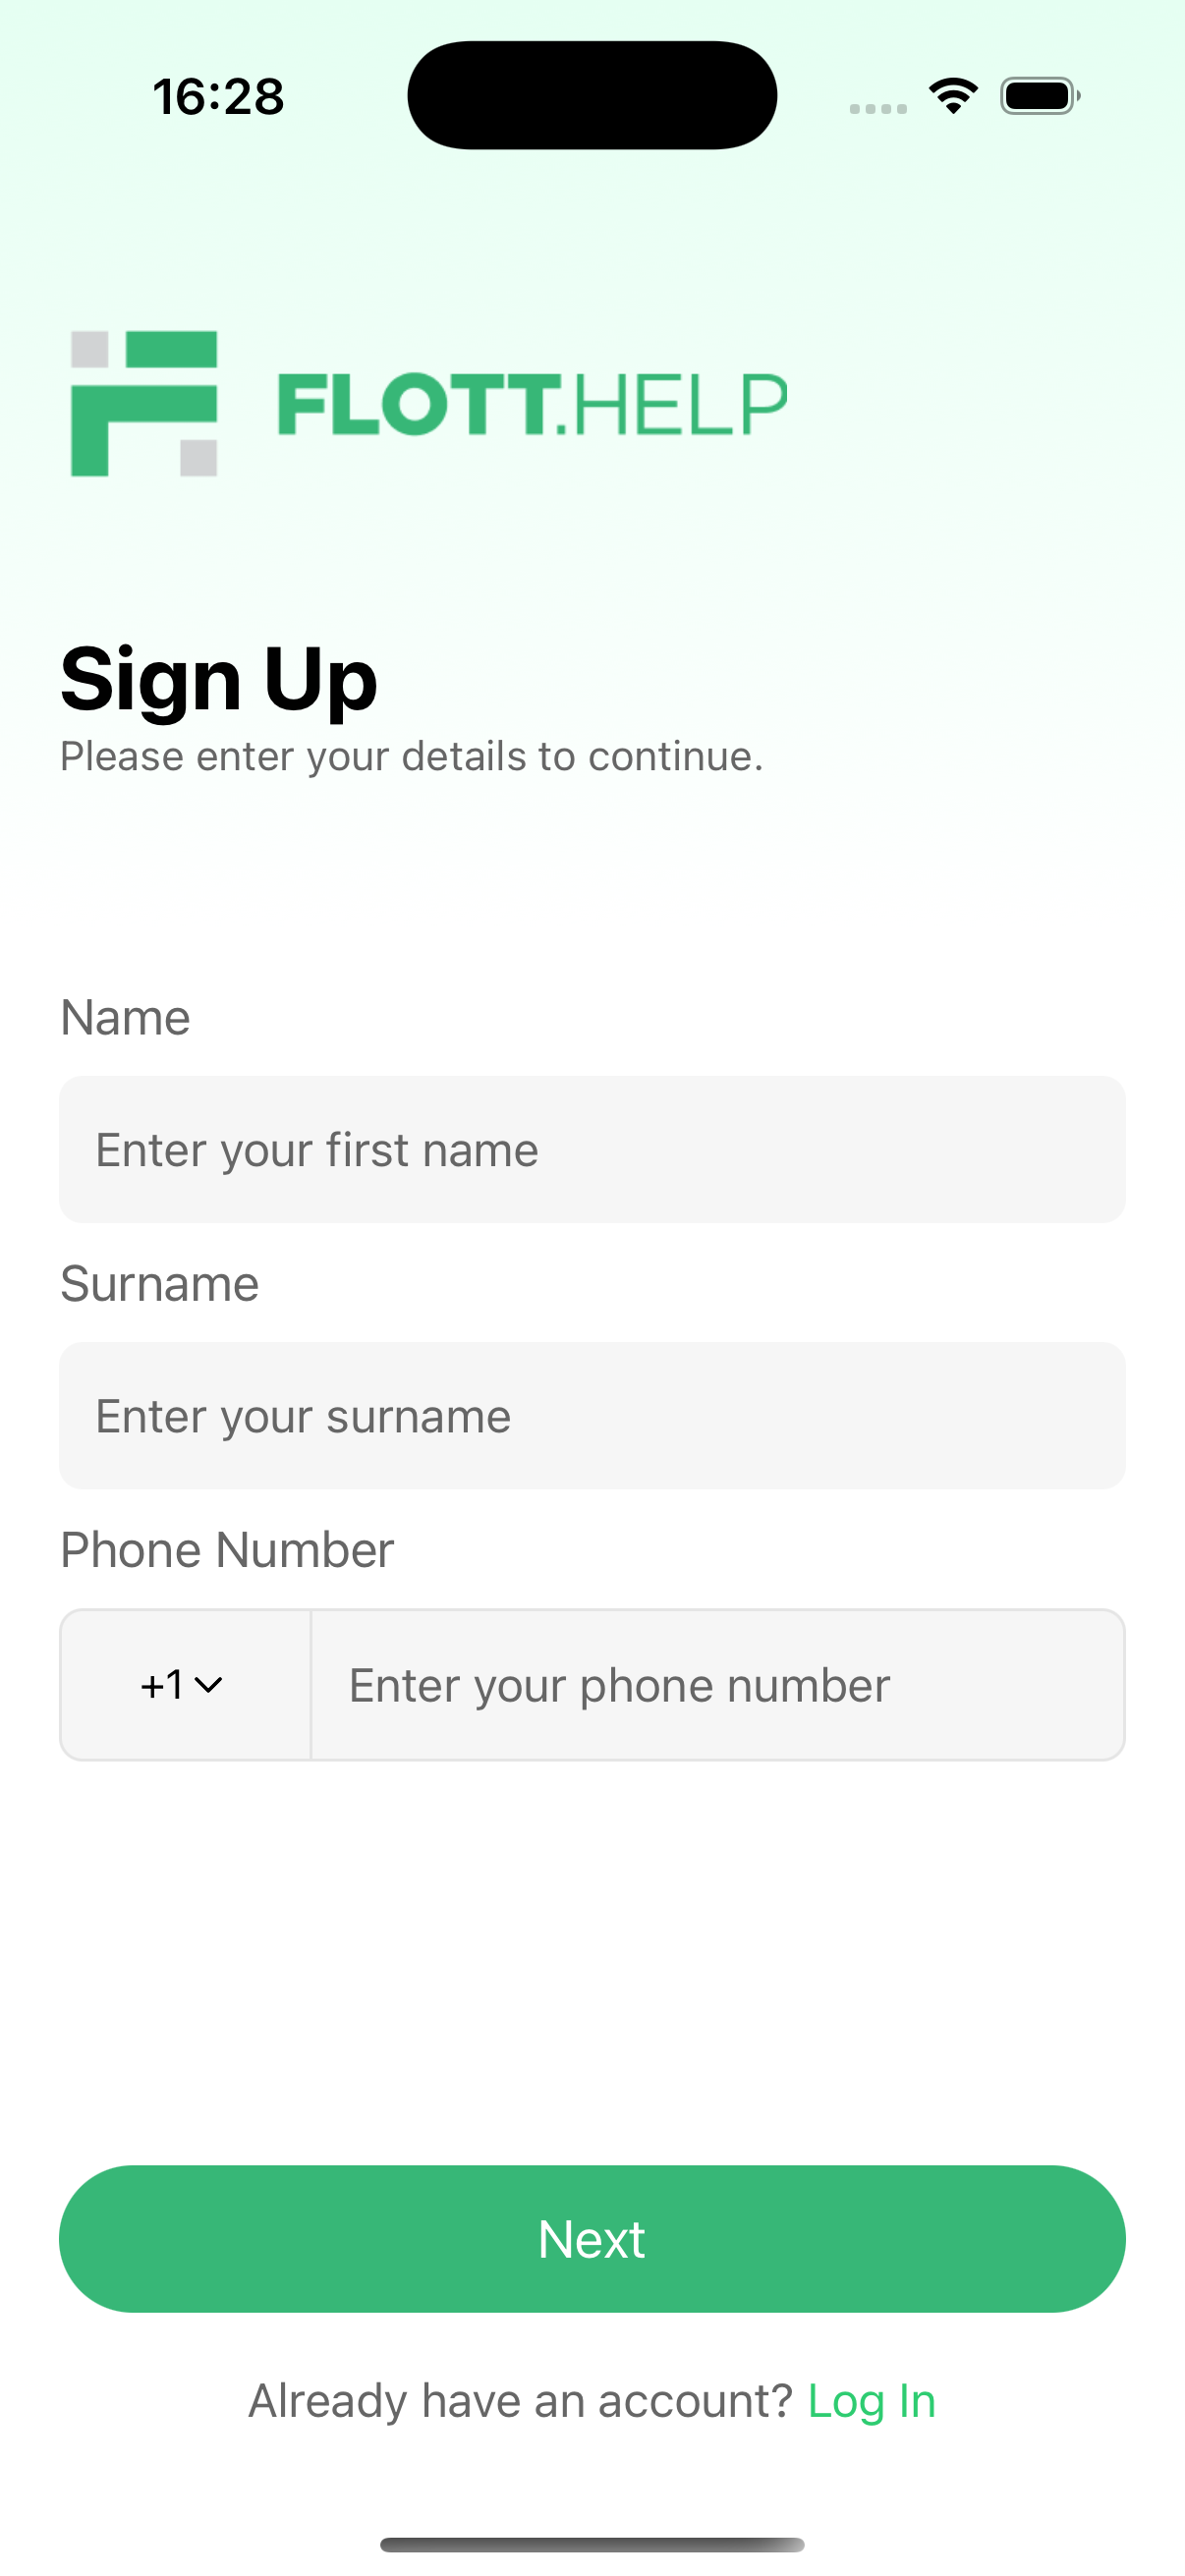 16:28
FLOTT.HELP
Sign Up
Please enter your details to continue.
Name
Enter your first name
Surname
Enter your surname
Phone Number
+1 Enter your phone number
Next
Already have an account? Log In